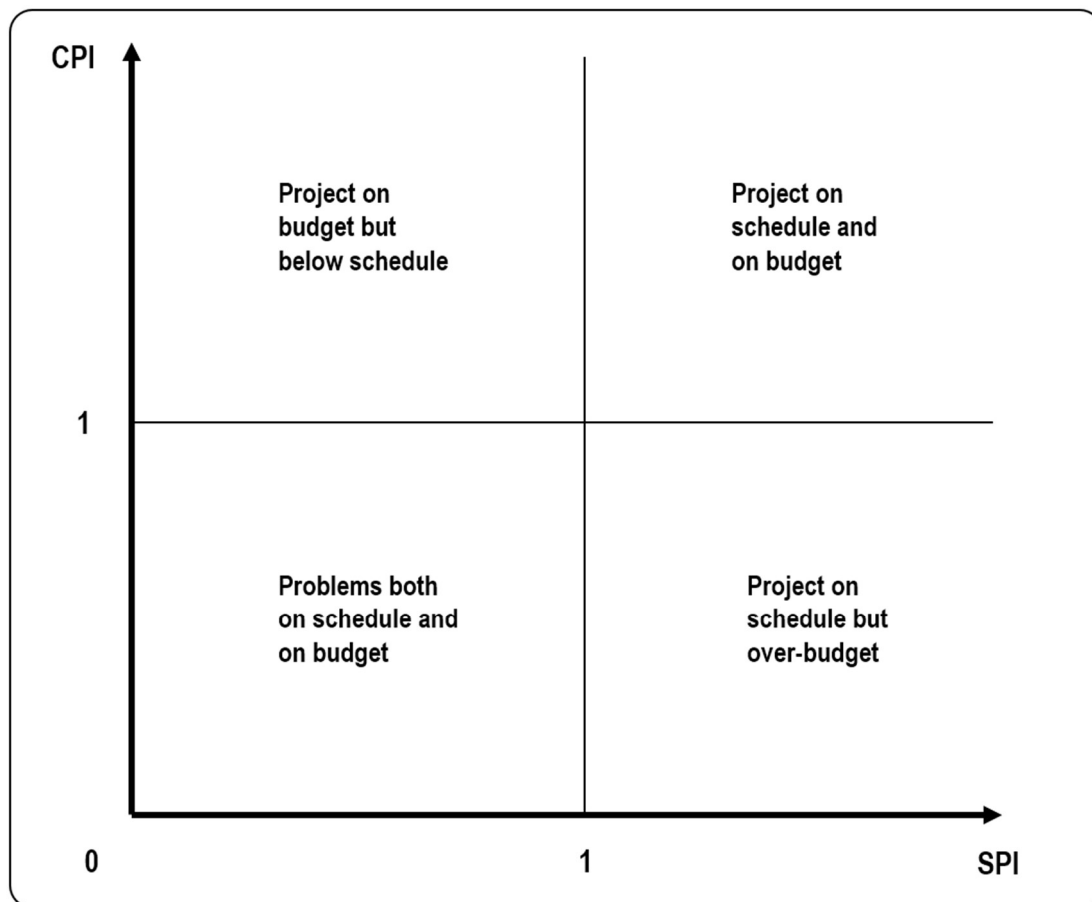 CPI
Project on
budget but
below schedule
Project on
schedule and
on budget
1
Problems both
on schedule and
on budget
Project on
schedule but
over-budget
0
1
SPI